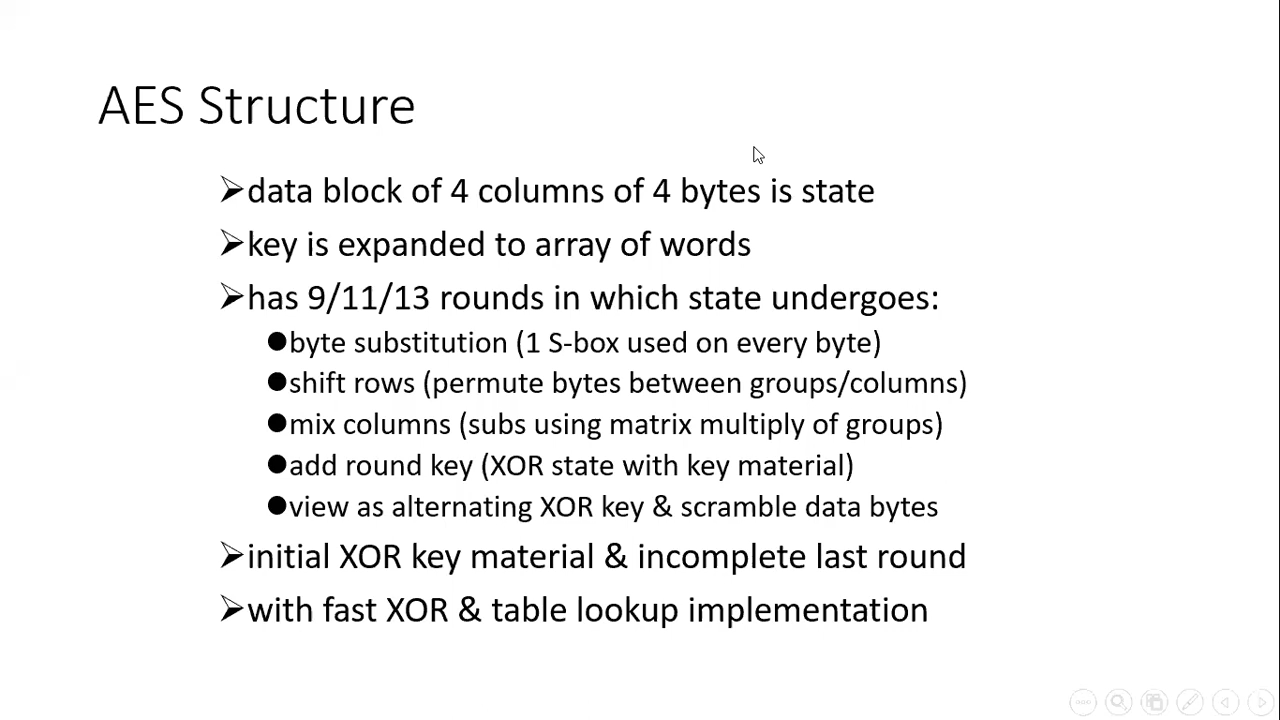 AES Structure
➢data block of 4 columns of 4 bytes is state
➢key is expanded to array of words
➢has 9/11/13 rounds in which state undergoes:
●byte substitution (1 S-box used on every byte)
●shift rows (permute bytes between groups/columns)
●mix columns (subs using matrix multiply of groups)
●add round key (XOR state with key material)
●view as alternating XOR key & scramble data bytes
➢initial XOR key material & incomplete last round
➢with fast XOR & table lookup implementation